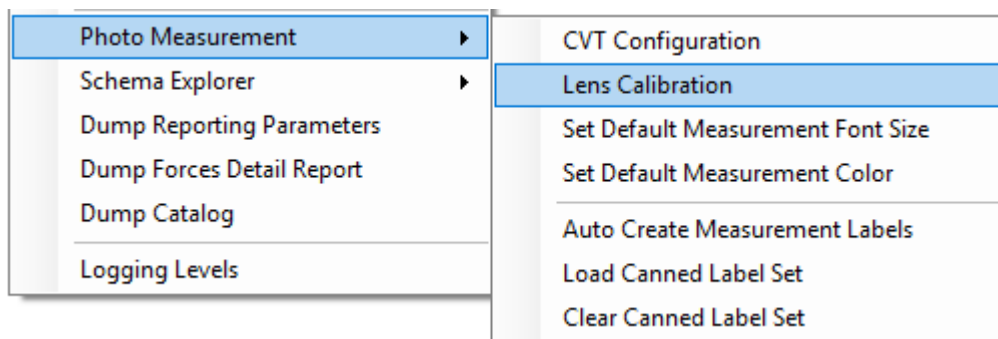 Photo Measurement
Schema Explorer
Dump Reporting Parameters
Dump Forces Detail Report
Dump Catalog
Logging Levels
CVT Configuration
Lens Calibration
Set Default Measurement Font Size
Set Default Measurement Color
Auto Create Measurement Labels
Load Canned Label Set
Clear Canned Label Set